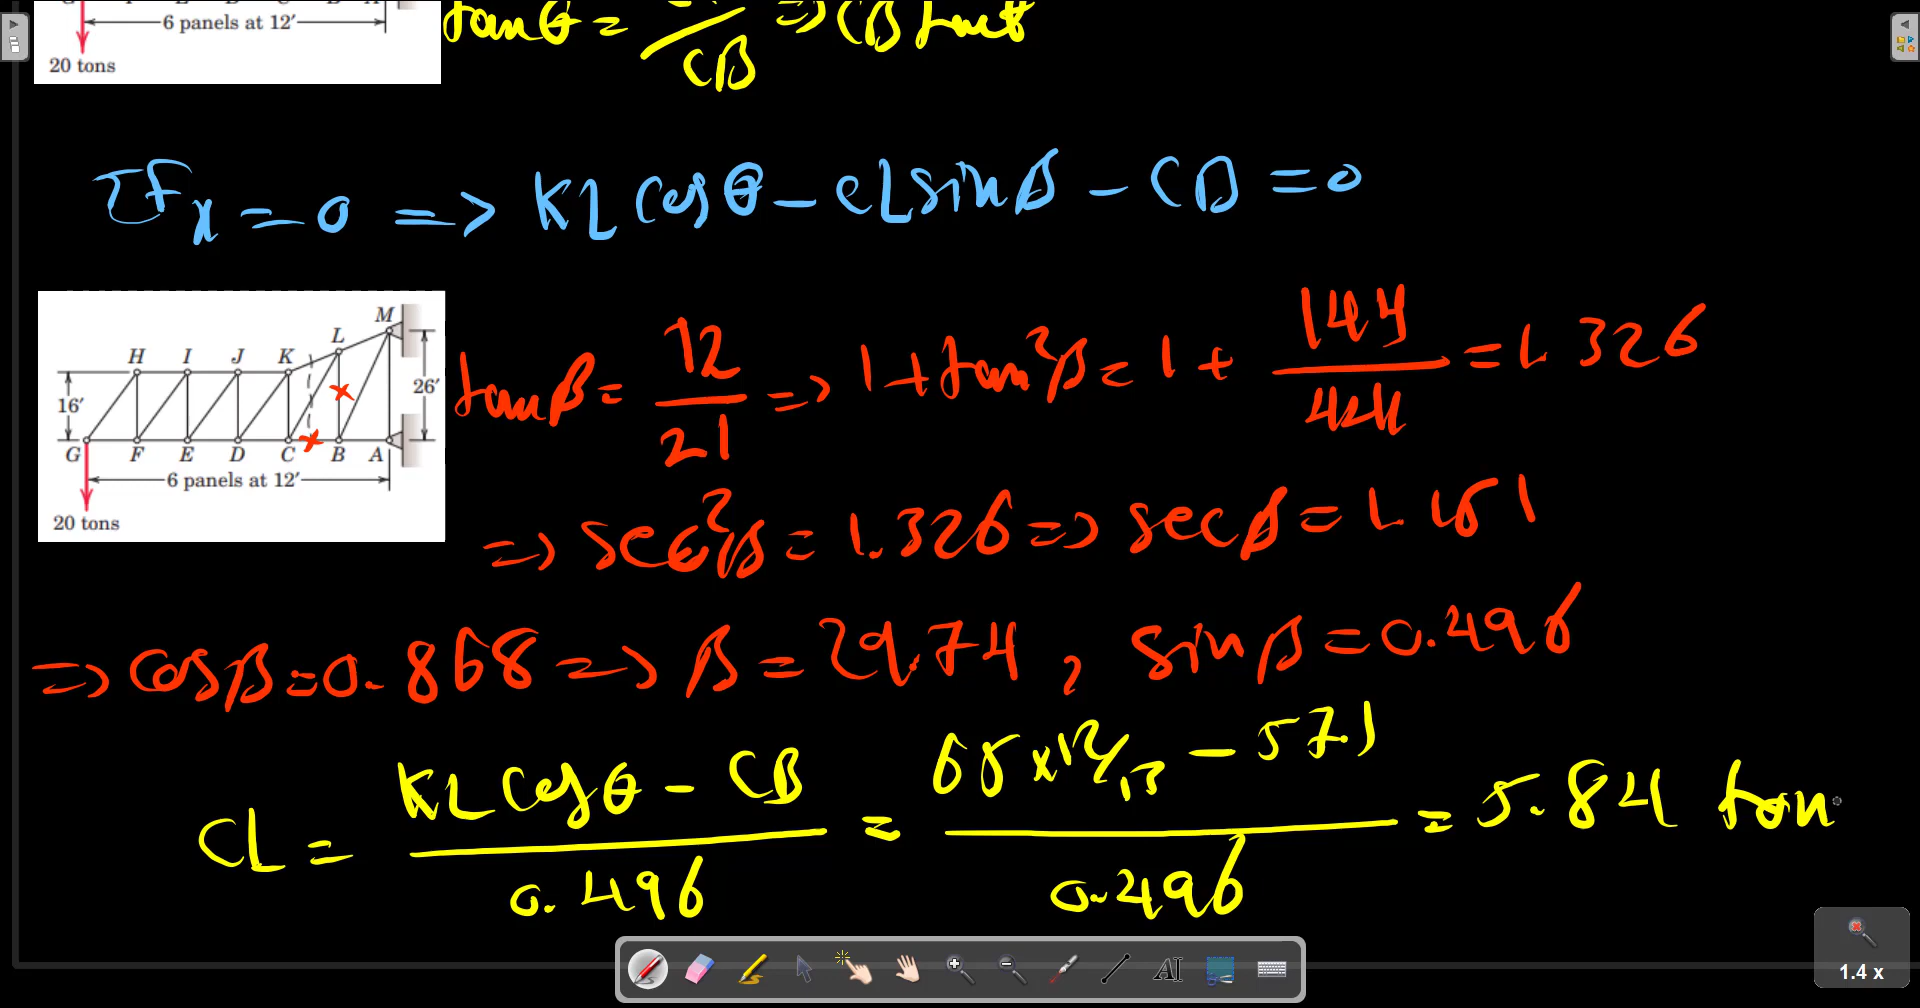 6 panels at 12'
20 tons
tanθ = /CB => CB
ΣFx = 0 => KL cosθ - CL sinβ - CB = 0
M
L
H I J K
16' 26'
G F E D C B A
6 panels at 12'
20 tons
tanβ = 12/21 => 1 + tan²β = 1 + 144/441 = 1.326
=> sec²β = 1.326 => secβ = 1.151
=> cosβ = 0.868 => β = 29.74 , sinβ = 0.496
CL = KL cosθ - CB / 0.496 = 65 x 12/13 - 57.1 / 0.496 = 5.84 ton
AI
1.4 x